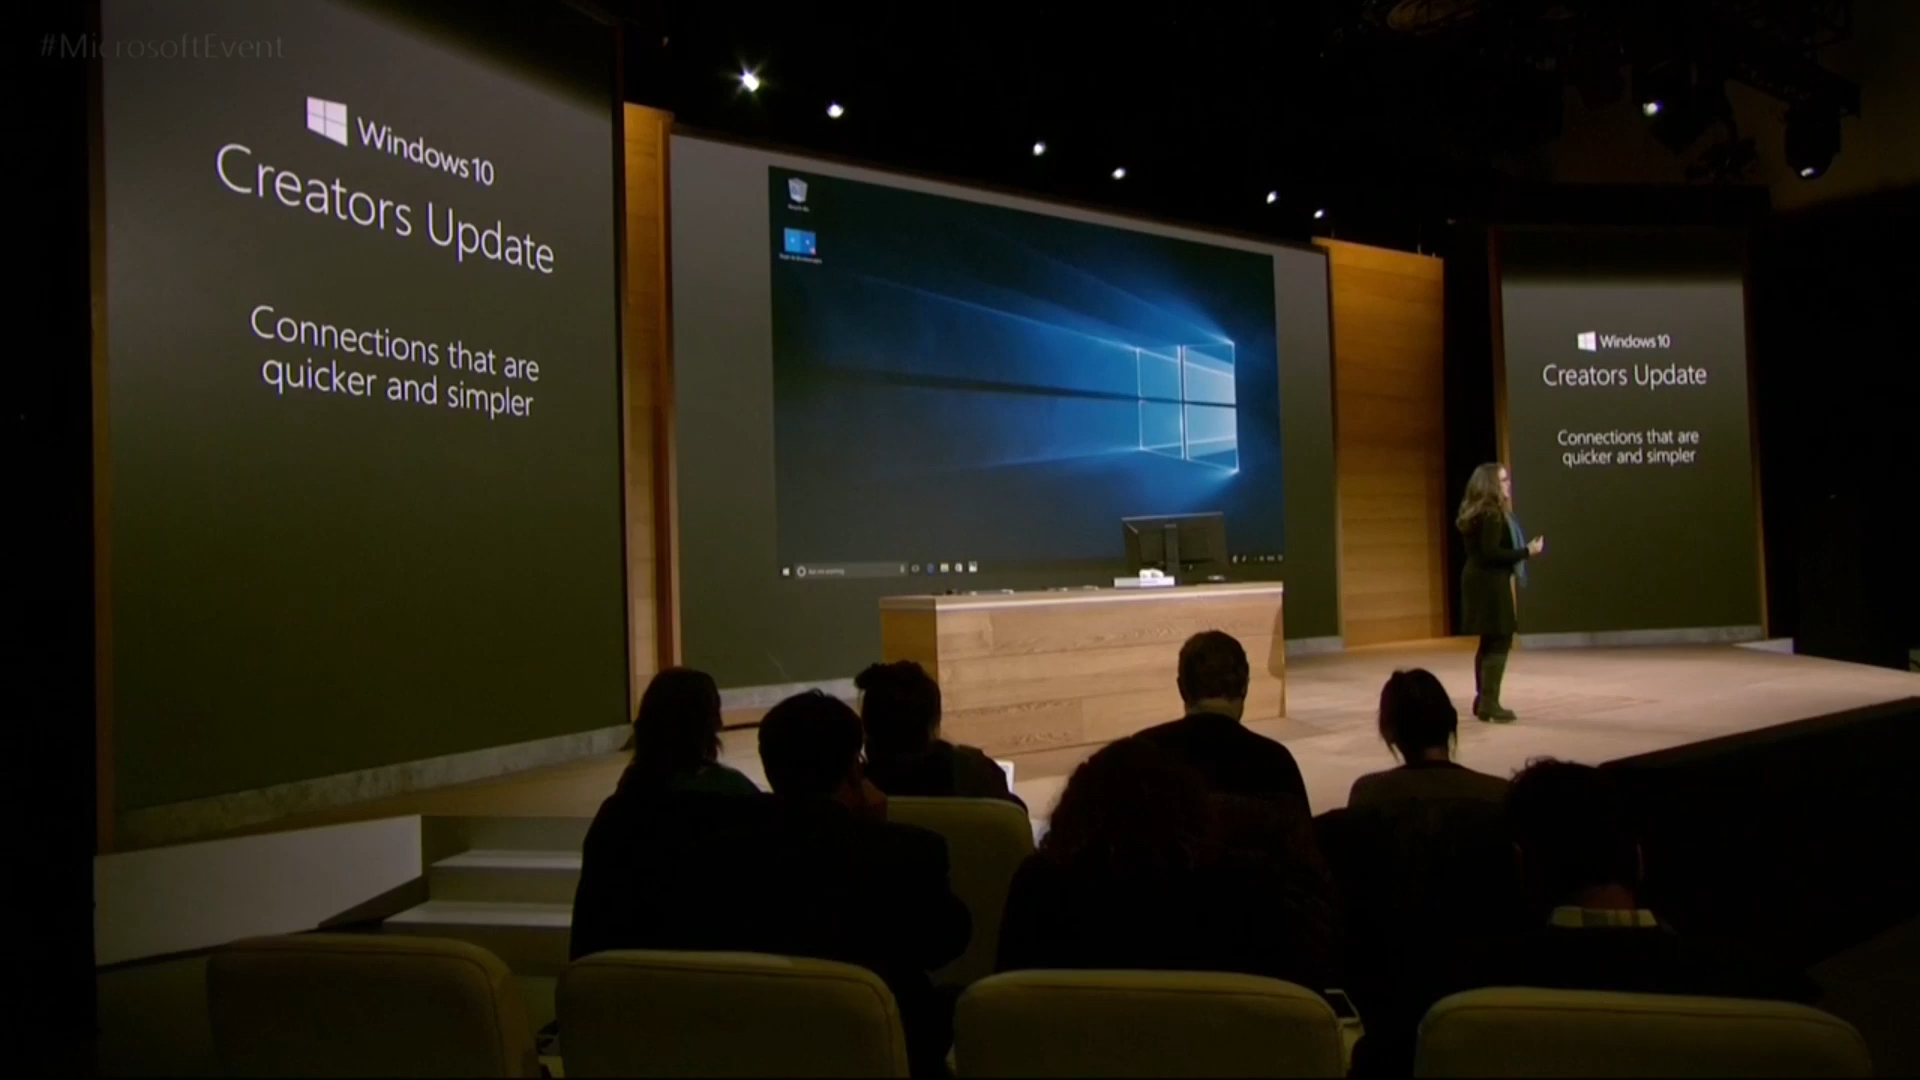 #MicrosoftEvent
Windows 10
Creators Update
Connections that are
quicker and simpler
Windows 10
Creators Update
Connections that are
quicker and simpler